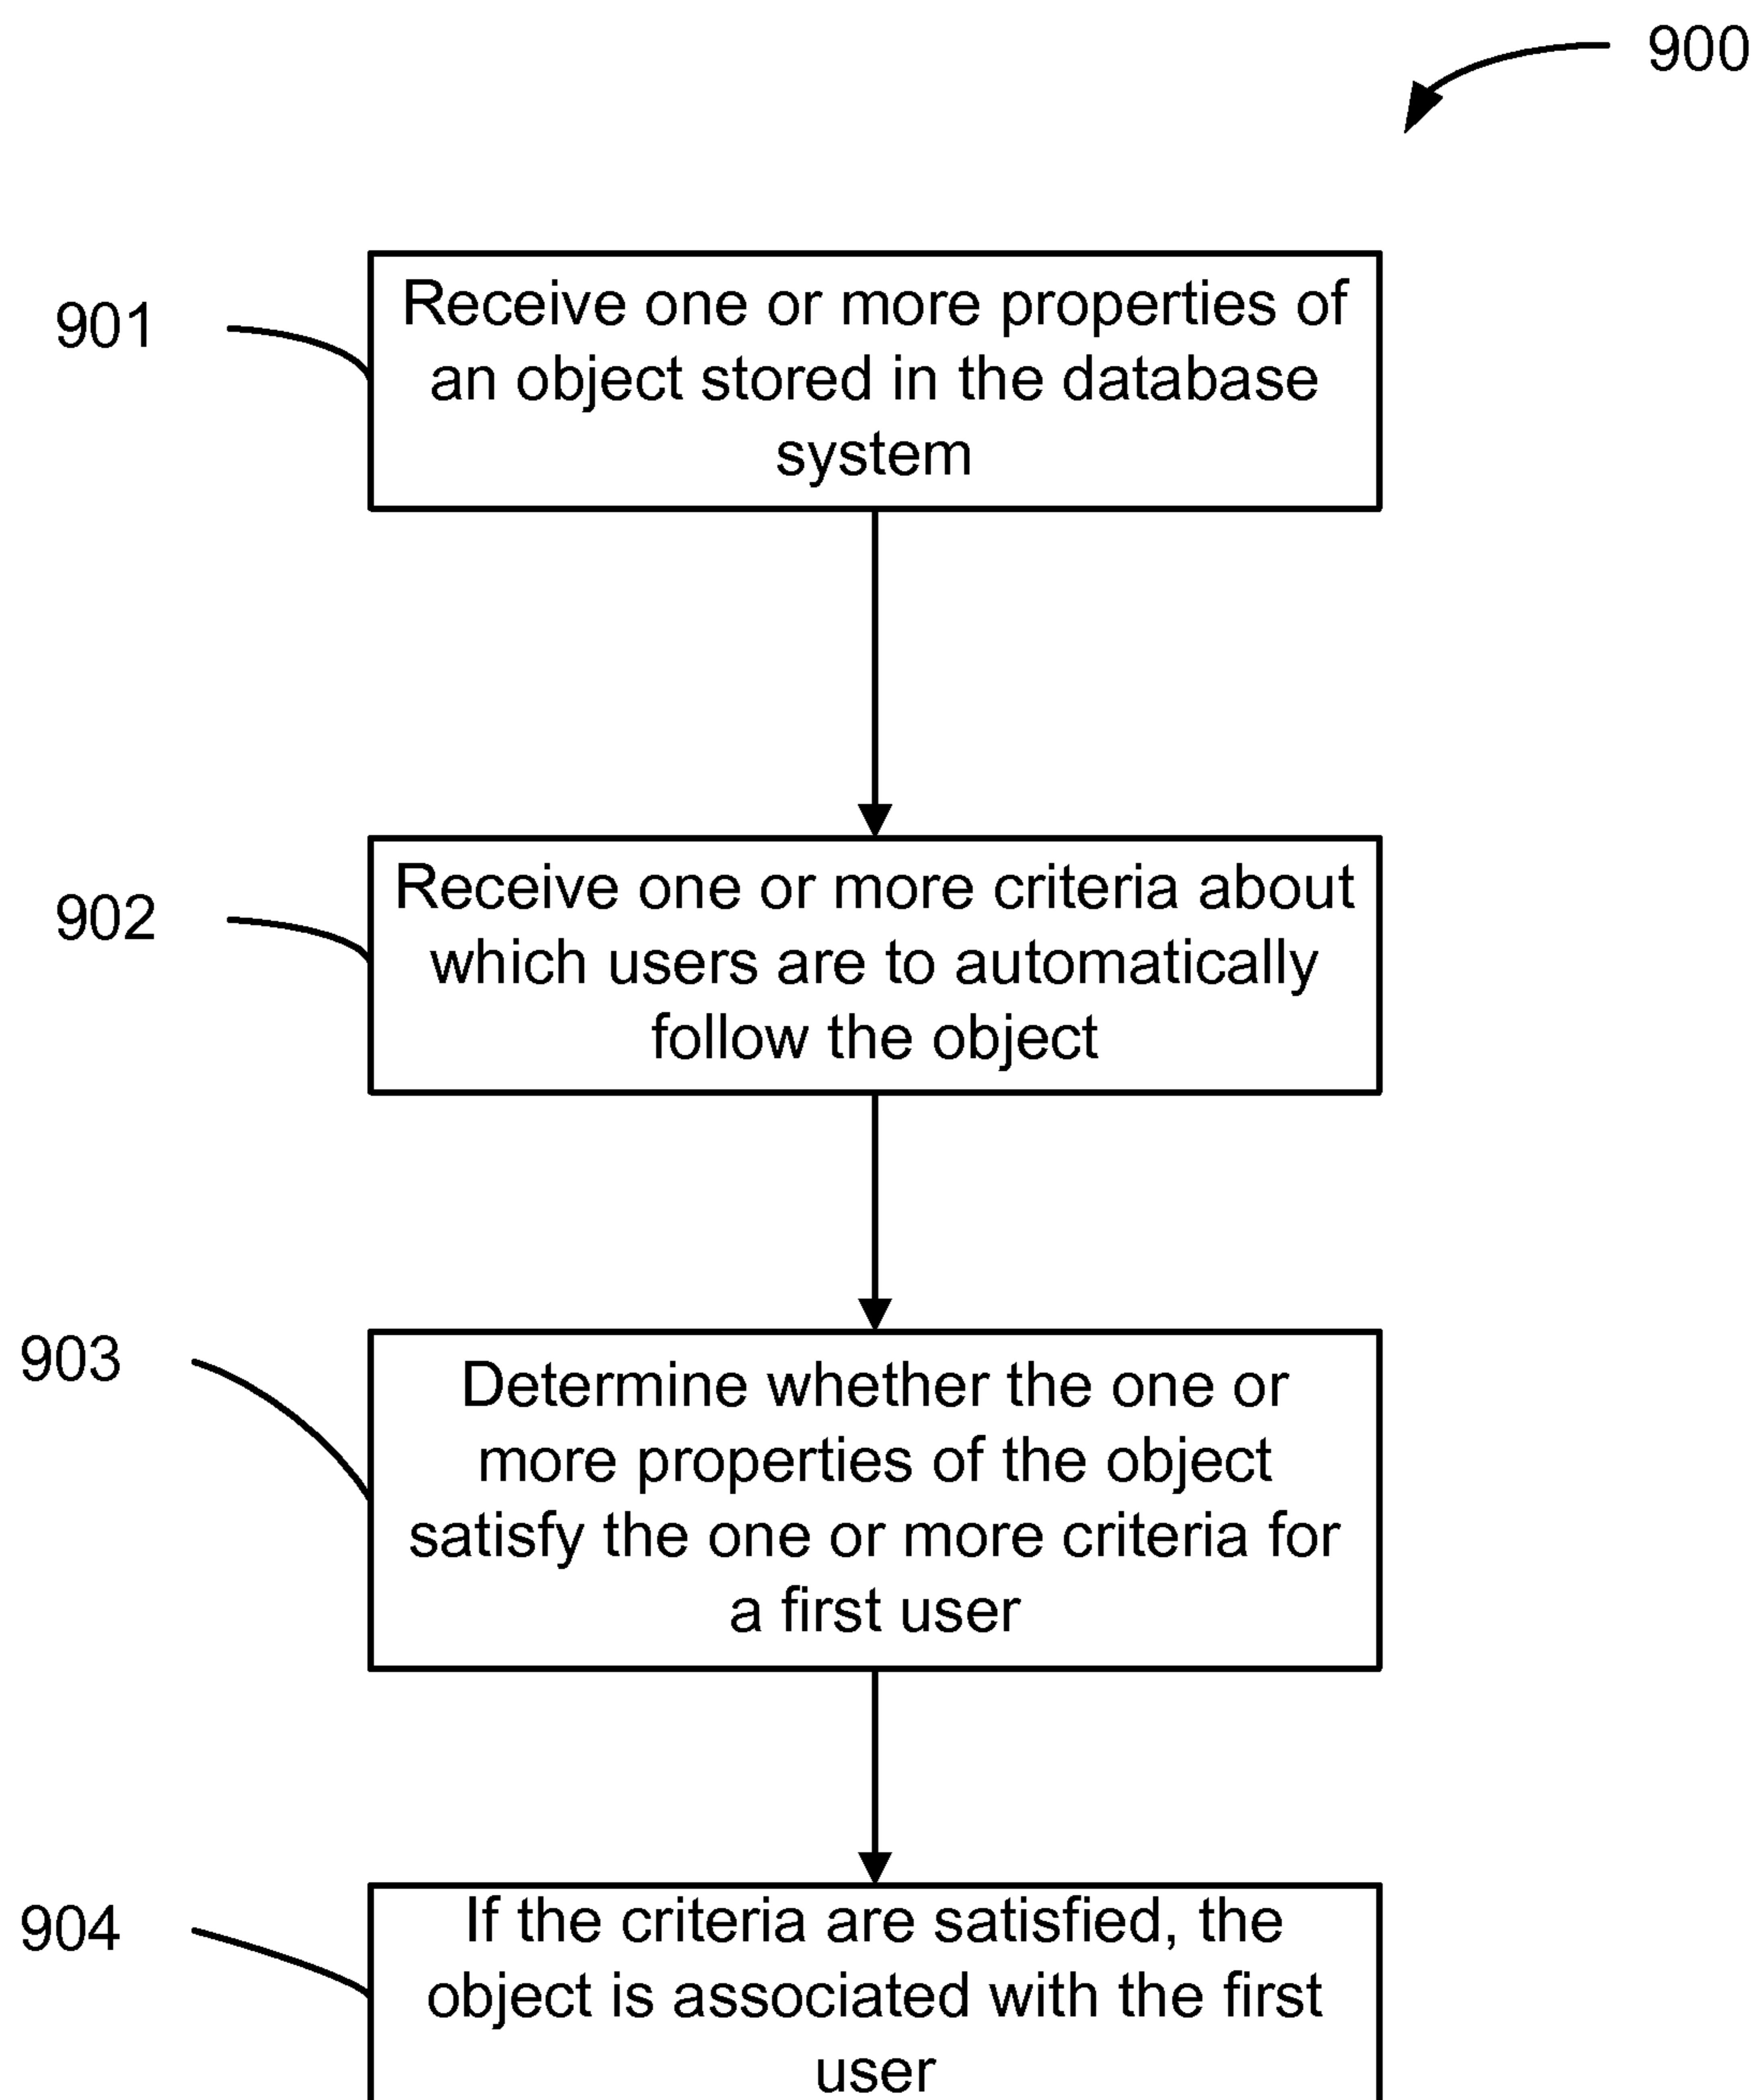 900
901
Receive one or more properties of
an object stored in the database
system
902
Receive one or more criteria about
which users are to automatically
follow the object
903
Determine whether the one or
more properties of the object
satisfy the one or more criteria for
a first user
904
If the criteria are satisfied, the
object is associated with the first
user